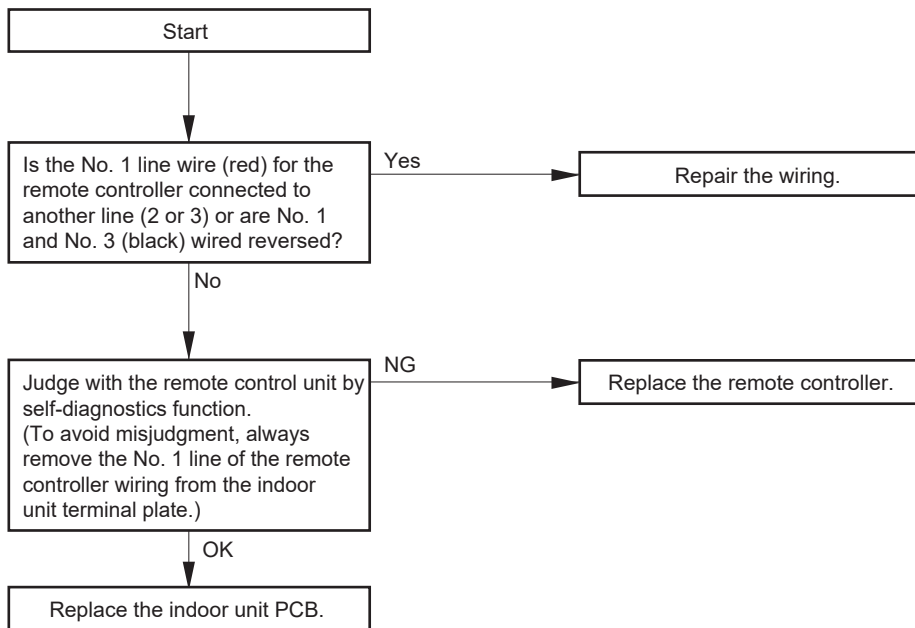 Start
Is the No. 1 line wire (red) for the
remote controller connected to
another line (2 or 3) or are No. 1
and No. 3 (black) wired reversed?
Yes
Repair the wiring.
No
Judge with the remote control unit by
self-diagnostics function.
(To avoid misjudgment, always
remove the No. 1 line of the remote
controller wiring from the indoor
unit terminal plate.)
NG
Replace the remote controller.
OK
Replace the indoor unit PCB.